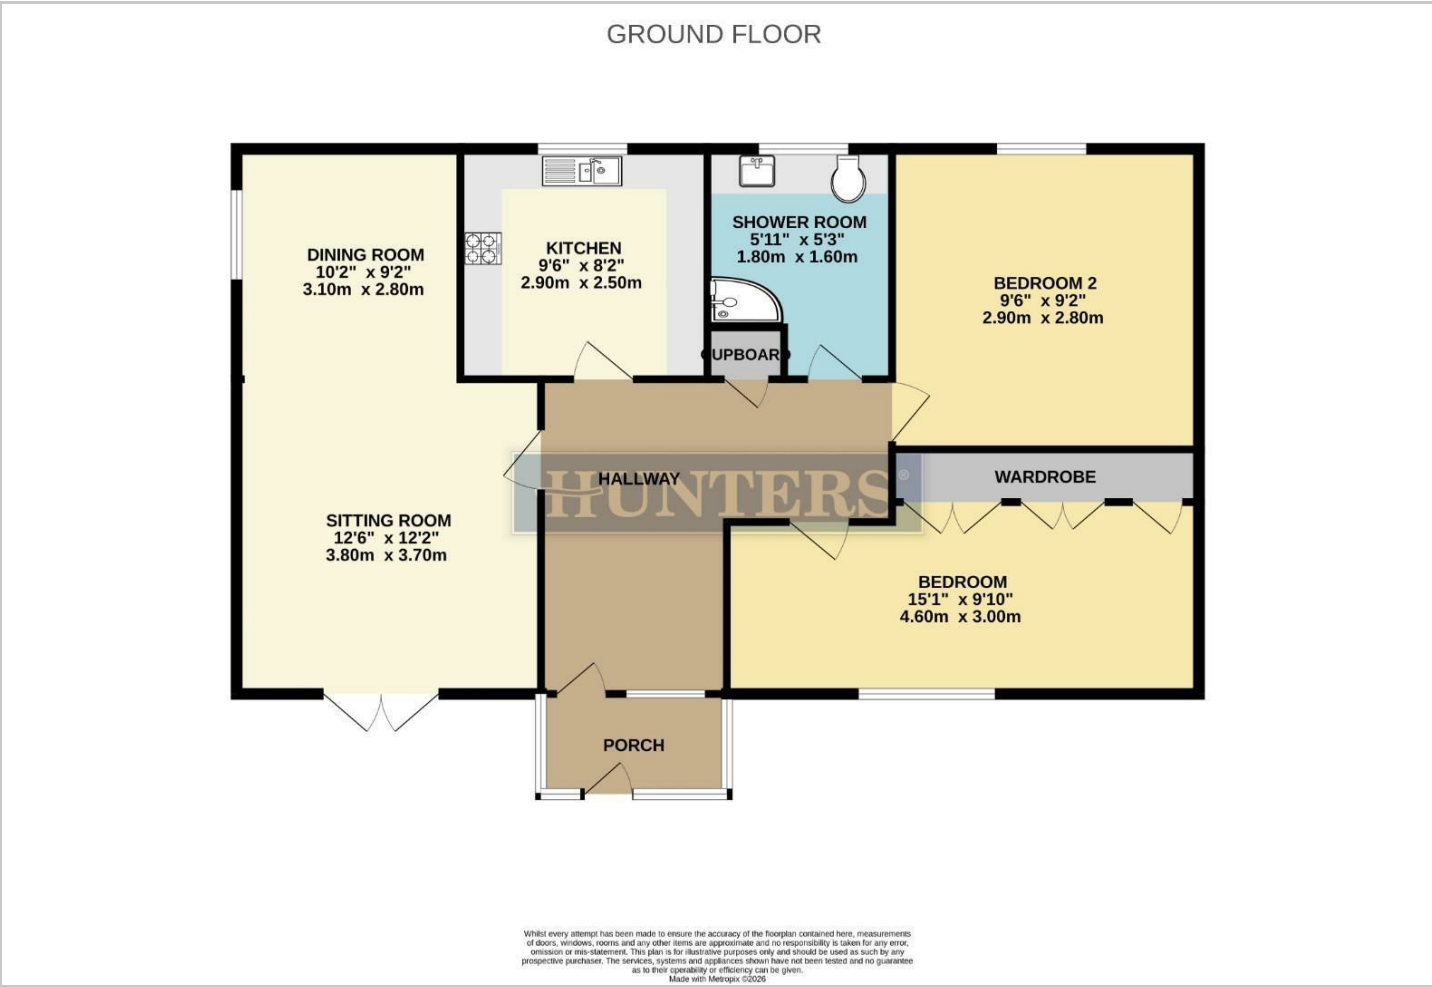 GROUND FLOOR
DINING ROOM
10'2" x 9'2"
3.10m x 2.80m
KITCHEN
9'6" x 8'2"
2.90m x 2.50m
SHOWER ROOM
5'11" x 5'3"
1.80m x 1.60m
BEDROOM 2
9'6" x 9'2"
2.90m x 2.80m
UPBOAR
HALLWAY
HUNTERS®
WARDROBE
SITTING ROOM
12'6" x 12'2"
3.80m x 3.70m
BEDROOM
15'1" x 9'10"
4.60m x 3.00m
PORCH
Whilst every attempt has been made to ensure the accuracy of the floorplan contained here, measurements
of doors, windows, rooms and any other items are approximate and no responsibility is taken for any error,
omission or mis-statement. This plan is for illustrative purposes only and should be used as such by any
prospective purchaser. The services, systems and appliances shown have not been tested and no guarantee
as to their operability or efficiency can be given.
Made with Metropix ©2026